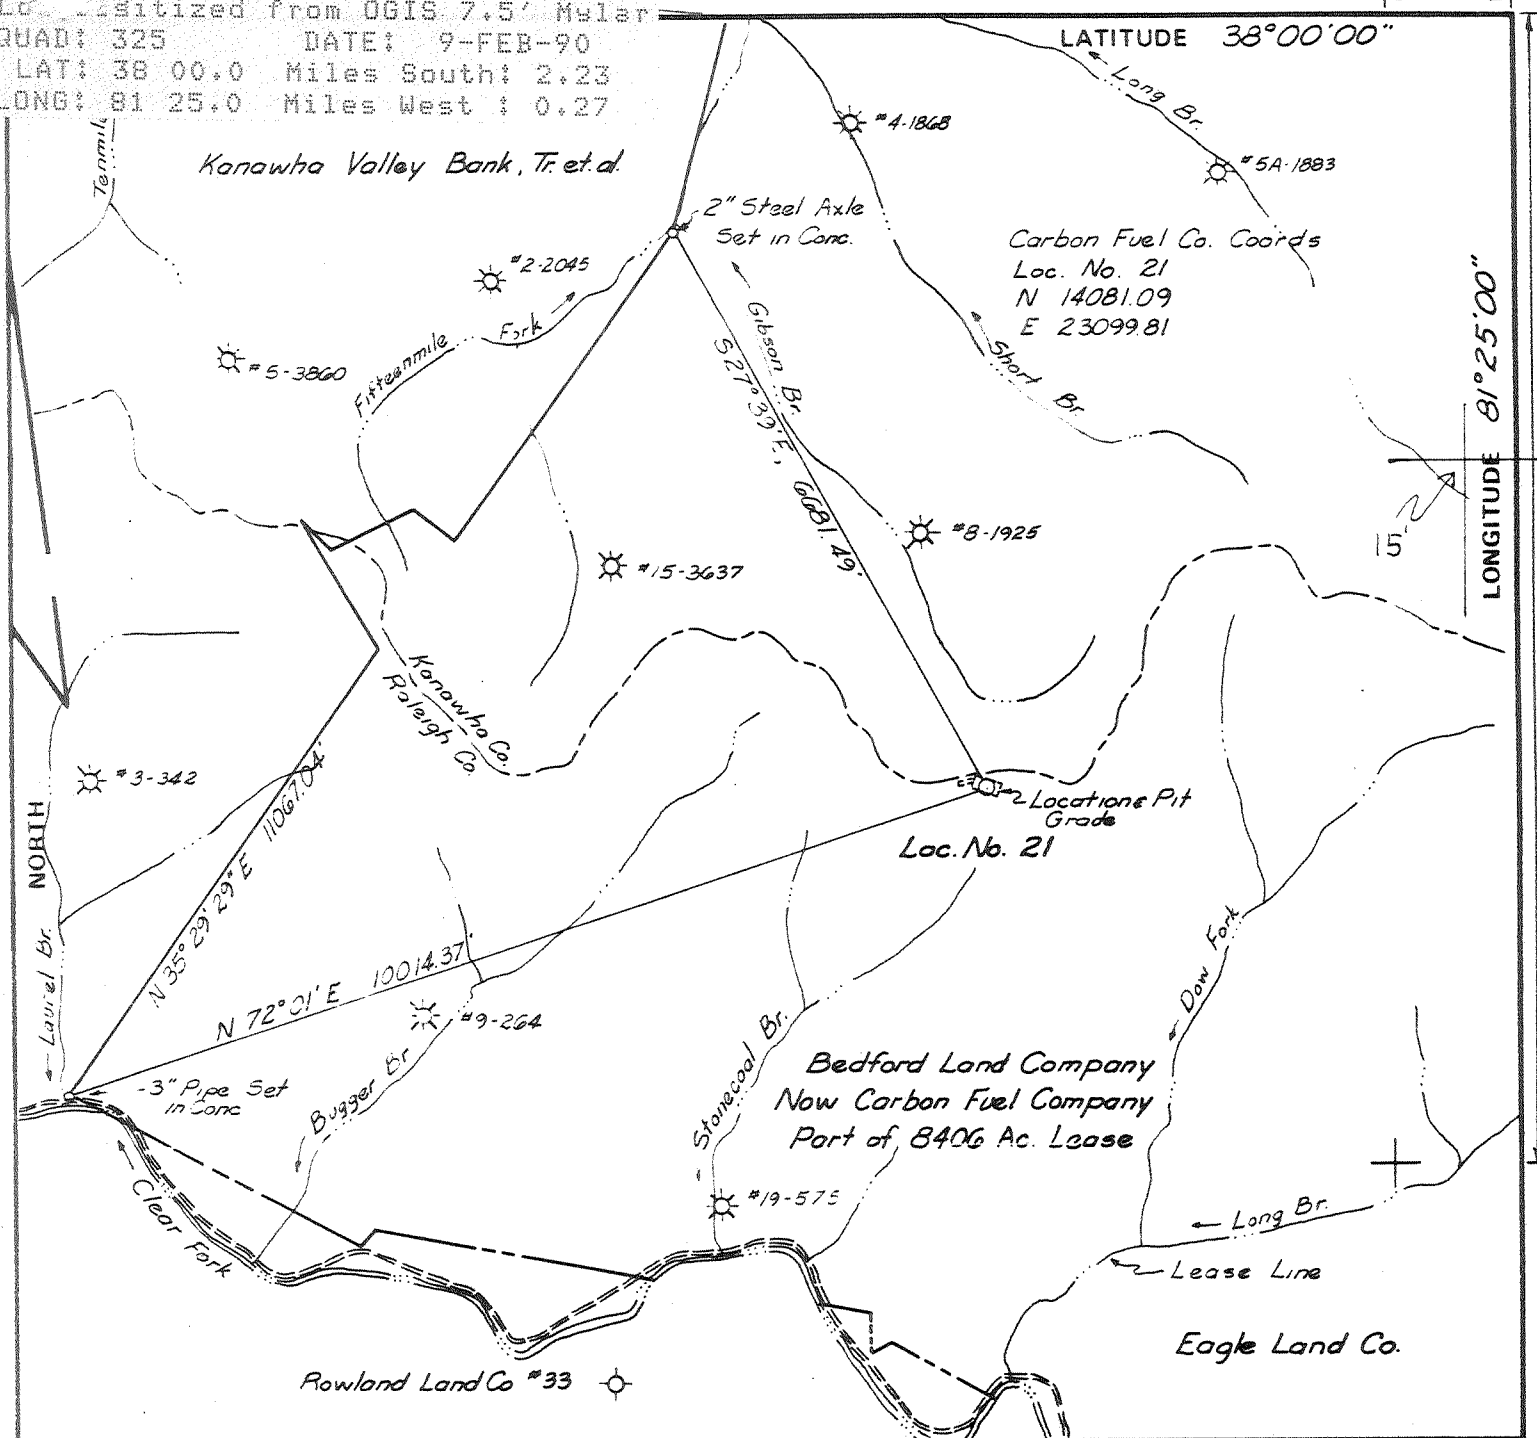 Digitized from OGIS 7.5' Mylar
QUAD: 325 DATE: 9-FEB-90
LAT: 38 00.0 Miles South: 2.23
LONG: 81 25.0 Miles West : 0.27
LATITUDE 38°00'00"
Long Br.
#4-1868
#5A-1883
Kanawha Valley Bank, Tr. et. al.
2" Steel Axle
Set in Conc.
Carbon Fuel Co. Coords
Loc. No. 21
N 14081.09
E 23099.81
#2-2045
Gibson Br.
Fifteenmile Fork
Short Br.
#5-3860
S27°39'E, 6681.49'
LONGITUDE 81°25'00"
15'
#8-1925
#15-3637
Kanawha Co.
Raleigh Co.
#3-342
N 35° 29' 29" E 11067.04'
Location & Pit
Grade
Loc. No. 21
NORTH
Laurel Br.
N 72°01' E 10014.37'
#9-264
Dow Fork
3" Pipe Set
in Conc
Bugger Br
Stonecoal Br.
Bedford Land Company
Now Carbon Fuel Company
Part of 8406 Ac. Lease
Clear Fork
#19-575
Long Br.
Lease Line
Eagle Land Co.
Rowland Land Co #33